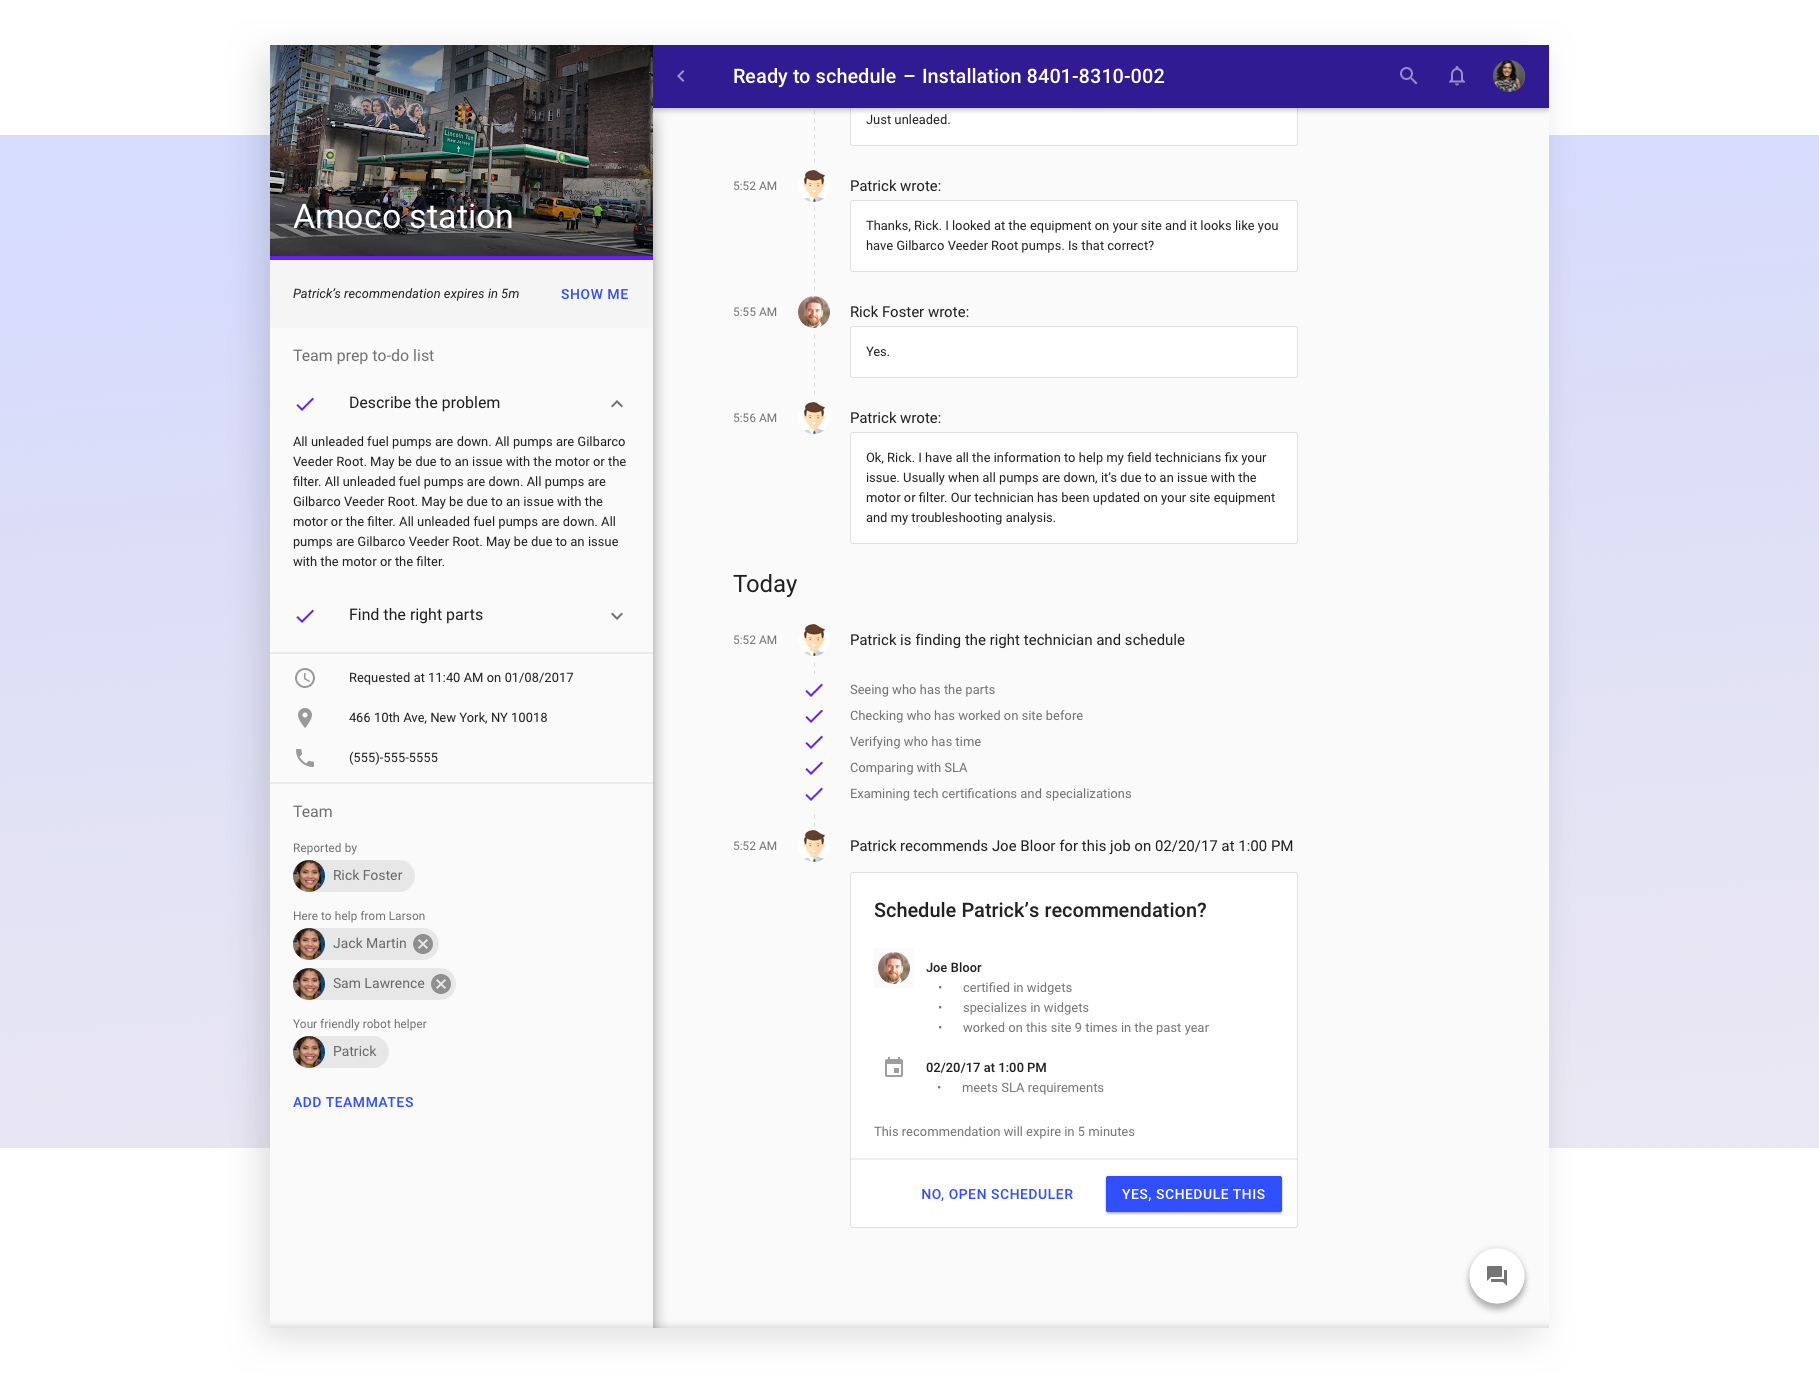 Lincoln Tun
New Jersey
Amoco station
Patrick’s recommendation expires in 5m
SHOW ME
Team prep to-do list
Describe the problem
All unleaded fuel pumps are down. All pumps are Gilbarco
Veeder Root. May be due to an issue with the motor or the
filter. All unleaded fuel pumps are down. All pumps are
Gilbarco Veeder Root. May be due to an issue with the
motor or the filter. All unleaded fuel pumps are down. All
pumps are Gilbarco Veeder Root. May be due to an issue
with the motor or the filter.
Find the right parts
Requested at 11:40 AM on 01/08/2017
466 10th Ave, New York, NY 10018
(555)-555-5555
Team
Reported by
Rick Foster
Here to help from Larson
Jack Martin
Sam Lawrence
Your friendly robot helper
Patrick
ADD TEAMMATES
Ready to schedule – Installation 8401-8310-002
Just unleaded.
5:52 AM
Patrick wrote:
Thanks, Rick. I looked at the equipment on your site and it looks like you
have Gilbarco Veeder Root pumps. Is that correct?
5:55 AM
Rick Foster wrote:
Yes.
5:56 AM
Patrick wrote:
Ok, Rick. I have all the information to help my field technicians fix your
issue. Usually when all pumps are down, it’s due to an issue with the
motor or filter. Our technician has been updated on your site equipment
and my troubleshooting analysis.
Today
5:52 AM
Patrick is finding the right technician and schedule
Seeing who has the parts
Checking who has worked on site before
Verifying who has time
Comparing with SLA
Examining tech certifications and specializations
5:52 AM
Patrick recommends Joe Bloor for this job on 02/20/17 at 1:00 PM
Schedule Patrick’s recommendation?
Joe Bloor
• certified in widgets
• specializes in widgets
• worked on this site 9 times in the past year
02/20/17 at 1:00 PM
• meets SLA requirements
This recommendation will expire in 5 minutes
NO, OPEN SCHEDULER
YES, SCHEDULE THIS